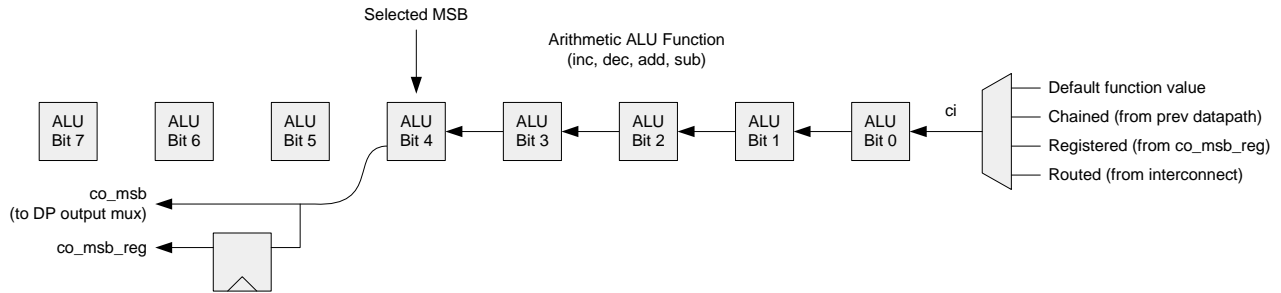 Selected MSB
Arithmetic ALU Function
(inc, dec, add, sub)
ALU
Bit 7
ALU
Bit 6
ALU
Bit 5
ALU
Bit 4
ALU
Bit 3
ALU
Bit 2
ALU
Bit 1
ALU
Bit 0
ci
Default function value
Chained (from prev datapath)
Registered (from co_msb_reg)
Routed (from interconnect)
co_msb
(to DP output mux)
co_msb_reg